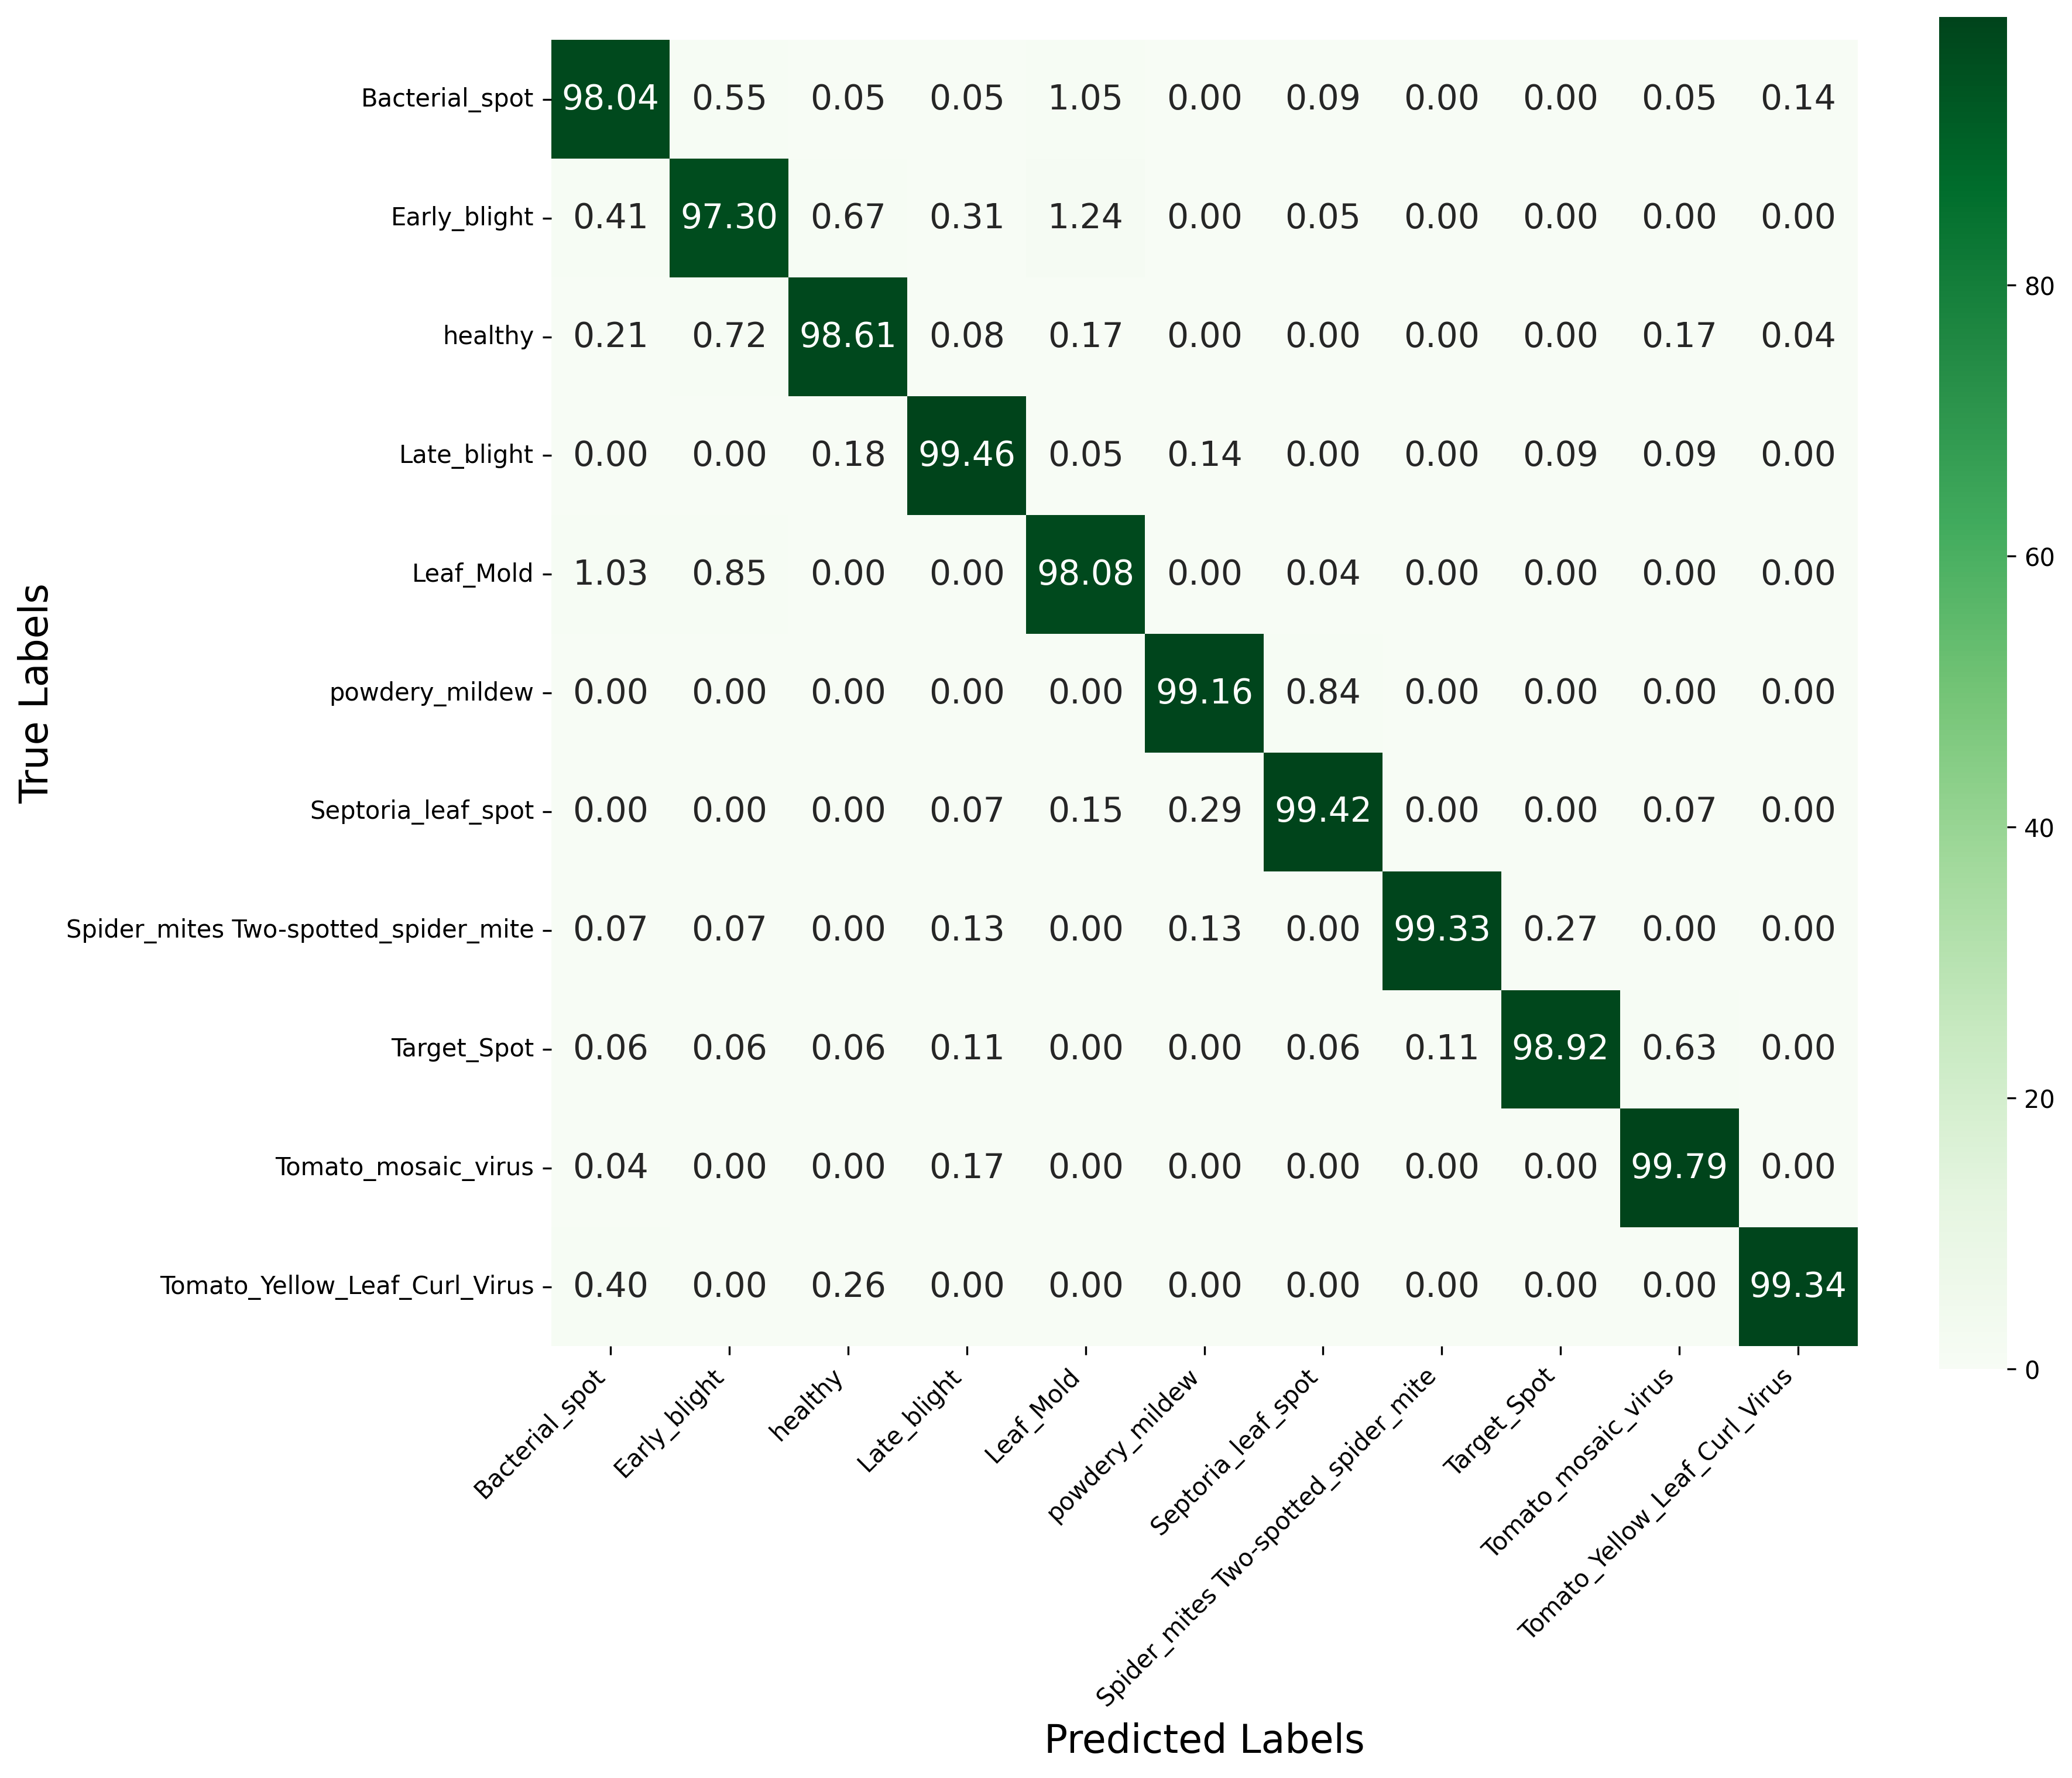 Bacterial_spot 98.04 0.55 0.05 0.05 1.05 0.00 0.09 0.00 0.00 0.05 0.14
Early_blight 0.41 97.30 0.67 0.31 1.24 0.00 0.05 0.00 0.00 0.00 0.00
healthy 0.21 0.72 98.61 0.08 0.17 0.00 0.00 0.00 0.00 0.17 0.04
Late_blight 0.00 0.00 0.18 99.46 0.05 0.14 0.00 0.00 0.09 0.09 0.00
Leaf_Mold 1.03 0.85 0.00 0.00 98.08 0.00 0.04 0.00 0.00 0.00 0.00
powdery_mildew 0.00 0.00 0.00 0.00 0.00 99.16 0.84 0.00 0.00 0.00 0.00
Septoria_leaf_spot 0.00 0.00 0.00 0.07 0.15 0.29 99.42 0.00 0.00 0.07 0.00
Spider_mites Two-spotted_spider_mite 0.07 0.07 0.00 0.13 0.00 0.13 0.00 99.33 0.27 0.00 0.00
Target_Spot 0.06 0.06 0.06 0.11 0.00 0.00 0.06 0.11 98.92 0.63 0.00
Tomato_mosaic_virus 0.04 0.00 0.00 0.17 0.00 0.00 0.00 0.00 0.00 99.79 0.00
Tomato_Yellow_Leaf_Curl_Virus 0.40 0.00 0.26 0.00 0.00 0.00 0.00 0.00 0.00 0.00 99.34
True Labels
Bacterial_spot
Early_blight
healthy
Late_blight
Leaf_Mold
powdery_mildew
Septoria_leaf_spot
Spider_mites Two-spotted_spider_mite
Target_Spot
Tomato_mosaic_virus
Tomato_Yellow_Leaf_Curl_Virus
Predicted Labels
80
60
40
20
0